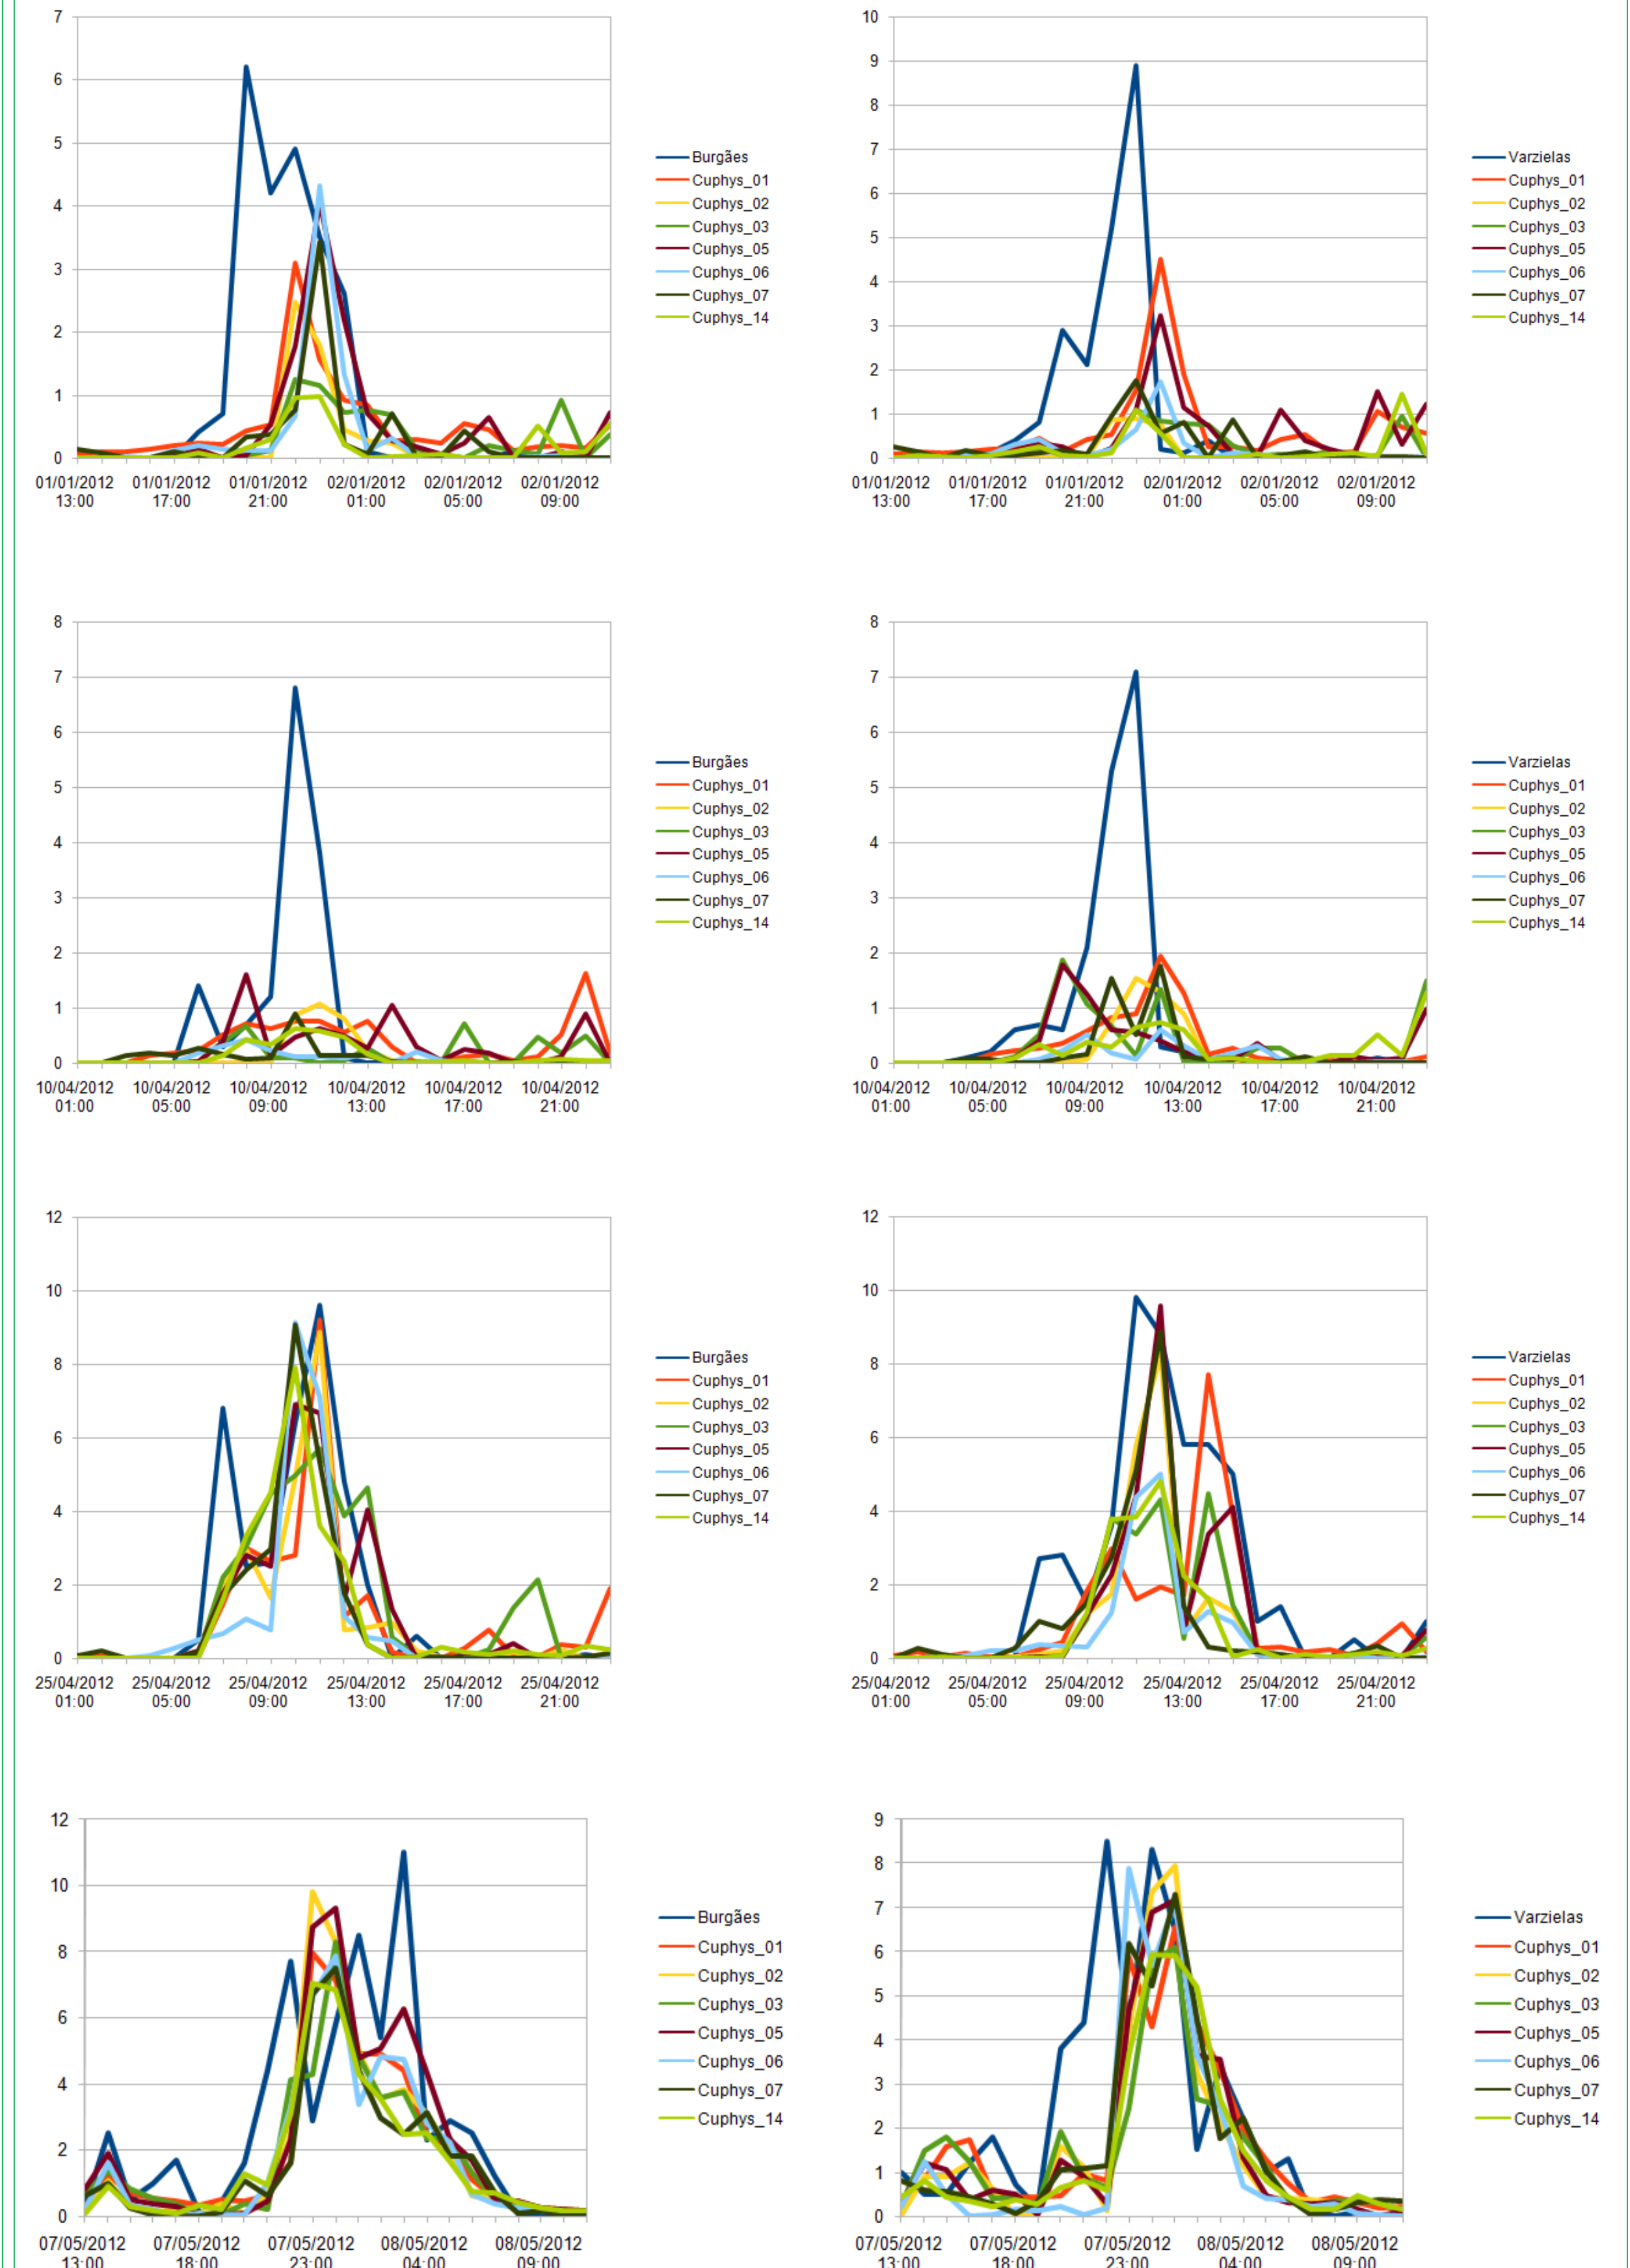 7
6
5
4
3
2
1
0
01/01/2012 01/01/2012 01/01/2012 02/01/2012 02/01/2012 02/01/2012
13:00 17:00 21:00 01:00 05:00 09:00
Burgães
Cuphys_01
Cuphys_02
Cuphys_03
Cuphys_05
Cuphys_06
Cuphys_07
Cuphys_14
10
9
8
7
6
5
4
3
2
1
0
01/01/2012 01/01/2012 01/01/2012 02/01/2012 02/01/2012 02/01/2012
13:00 17:00 21:00 01:00 05:00 09:00
Varzielas
Cuphys_01
Cuphys_02
Cuphys_03
Cuphys_05
Cuphys_06
Cuphys_07
Cuphys_14
8
7
6
5
4
3
2
1
0
10/04/2012 10/04/2012 10/04/2012 10/04/2012 10/04/2012 10/04/2012
01:00 05:00 09:00 13:00 17:00 21:00
Burgães
Cuphys_01
Cuphys_02
Cuphys_03
Cuphys_05
Cuphys_06
Cuphys_07
Cuphys_14
8
7
6
5
4
3
2
1
0
10/04/2012 10/04/2012 10/04/2012 10/04/2012 10/04/2012 10/04/2012
01:00 05:00 09:00 13:00 17:00 21:00
Varzielas
Cuphys_01
Cuphys_02
Cuphys_03
Cuphys_05
Cuphys_06
Cuphys_07
Cuphys_14
12
10
8
6
4
2
0
25/04/2012 25/04/2012 25/04/2012 25/04/2012 25/04/2012 25/04/2012
01:00 05:00 09:00 13:00 17:00 21:00
Burgães
Cuphys_01
Cuphys_02
Cuphys_03
Cuphys_05
Cuphys_06
Cuphys_07
Cuphys_14
12
10
8
6
4
2
0
25/04/2012 25/04/2012 25/04/2012 25/04/2012 25/04/2012 25/04/2012
01:00 05:00 09:00 13:00 17:00 21:00
Varzielas
Cuphys_01
Cuphys_02
Cuphys_03
Cuphys_05
Cuphys_06
Cuphys_07
Cuphys_14
12
10
8
6
4
2
0
07/05/2012 07/05/2012 07/05/2012 08/05/2012 08/05/2012
13:00 18:00 23:00 04:00 09:00
Burgães
Cuphys_01
Cuphys_02
Cuphys_03
Cuphys_05
Cuphys_06
Cuphys_07
Cuphys_14
9
8
7
6
5
4
3
2
1
0
07/05/2012 07/05/2012 07/05/2012 08/05/2012 08/05/2012
13:00 18:00 23:00 04:00 09:00
Varzielas
Cuphys_01
Cuphys_02
Cuphys_03
Cuphys_05
Cuphys_06
Cuphys_07
Cuphys_14